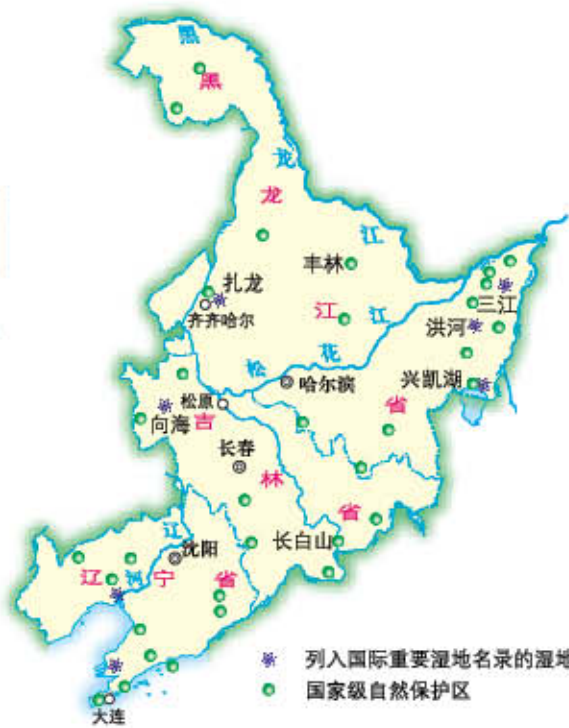 黑
黑
龙
龙
江
丰林
扎龙
齐齐哈尔
三江
江
江
洪河
花
松
哈尔滨
兴凯湖
松原
向海
吉
省
长春
林
省
长白山
辽
沈阳
辽
河
宁
省
大连
列入国际重要湿地名录的湿地
国家级自然保护区